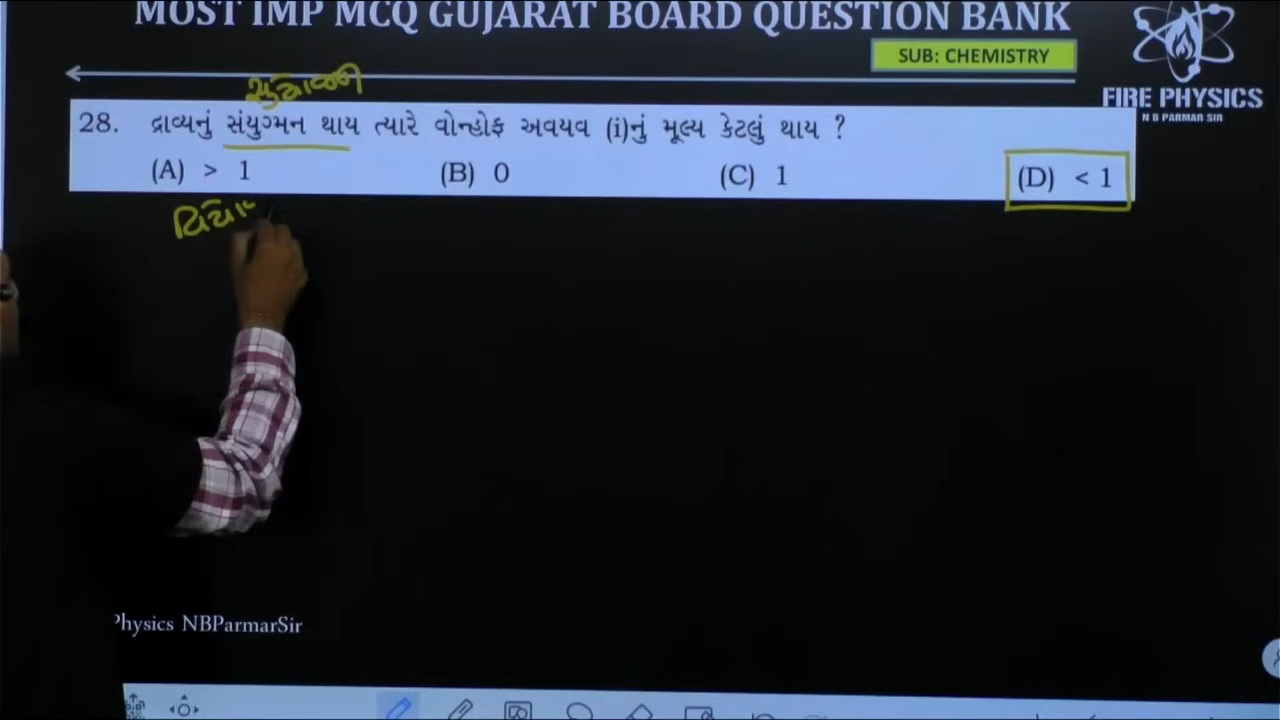 MOST IMP MCQ GUJARAT BOARD QUESTION BANK
SUB: CHEMISTRY
FIRE PHYSICS
N B PARMAR SIR
28. દ્રાવ્યનું સંયુગ્મન થાય ત્યારે વોન્હોફ અવયવ (i)નું મૂલ્ય કેટલું થાય ?
(A) > 1 (B) 0 (C) 1 (D) < 1
Physics NBParmarSir